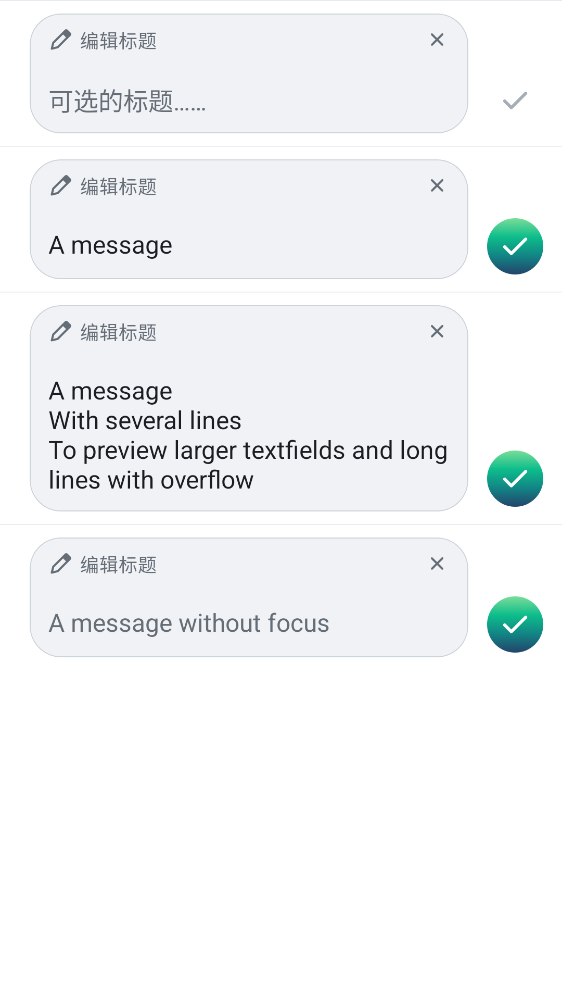 编辑标题
可选的标题……
编辑标题
A message
编辑标题
A message
With several lines
To preview larger textfields and long
lines with overflow
编辑标题
A message without focus